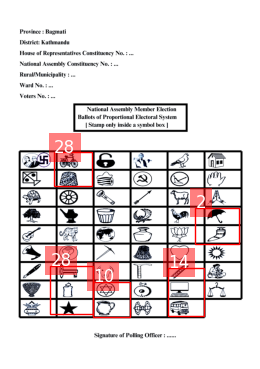 Province : Bagmati
District: Kathmandu
House of Representatives Constituency No. : ...
National Assembly Constituency No. : ...
Rural/Municipality : ...
Ward No. : ...
Voters No. : ...
National Assembly Member Election
Ballots of Proportional Electoral System
[ Stamp only inside a symbol box ]
28
2
28
10
14
Signature of Polling Officer : ......